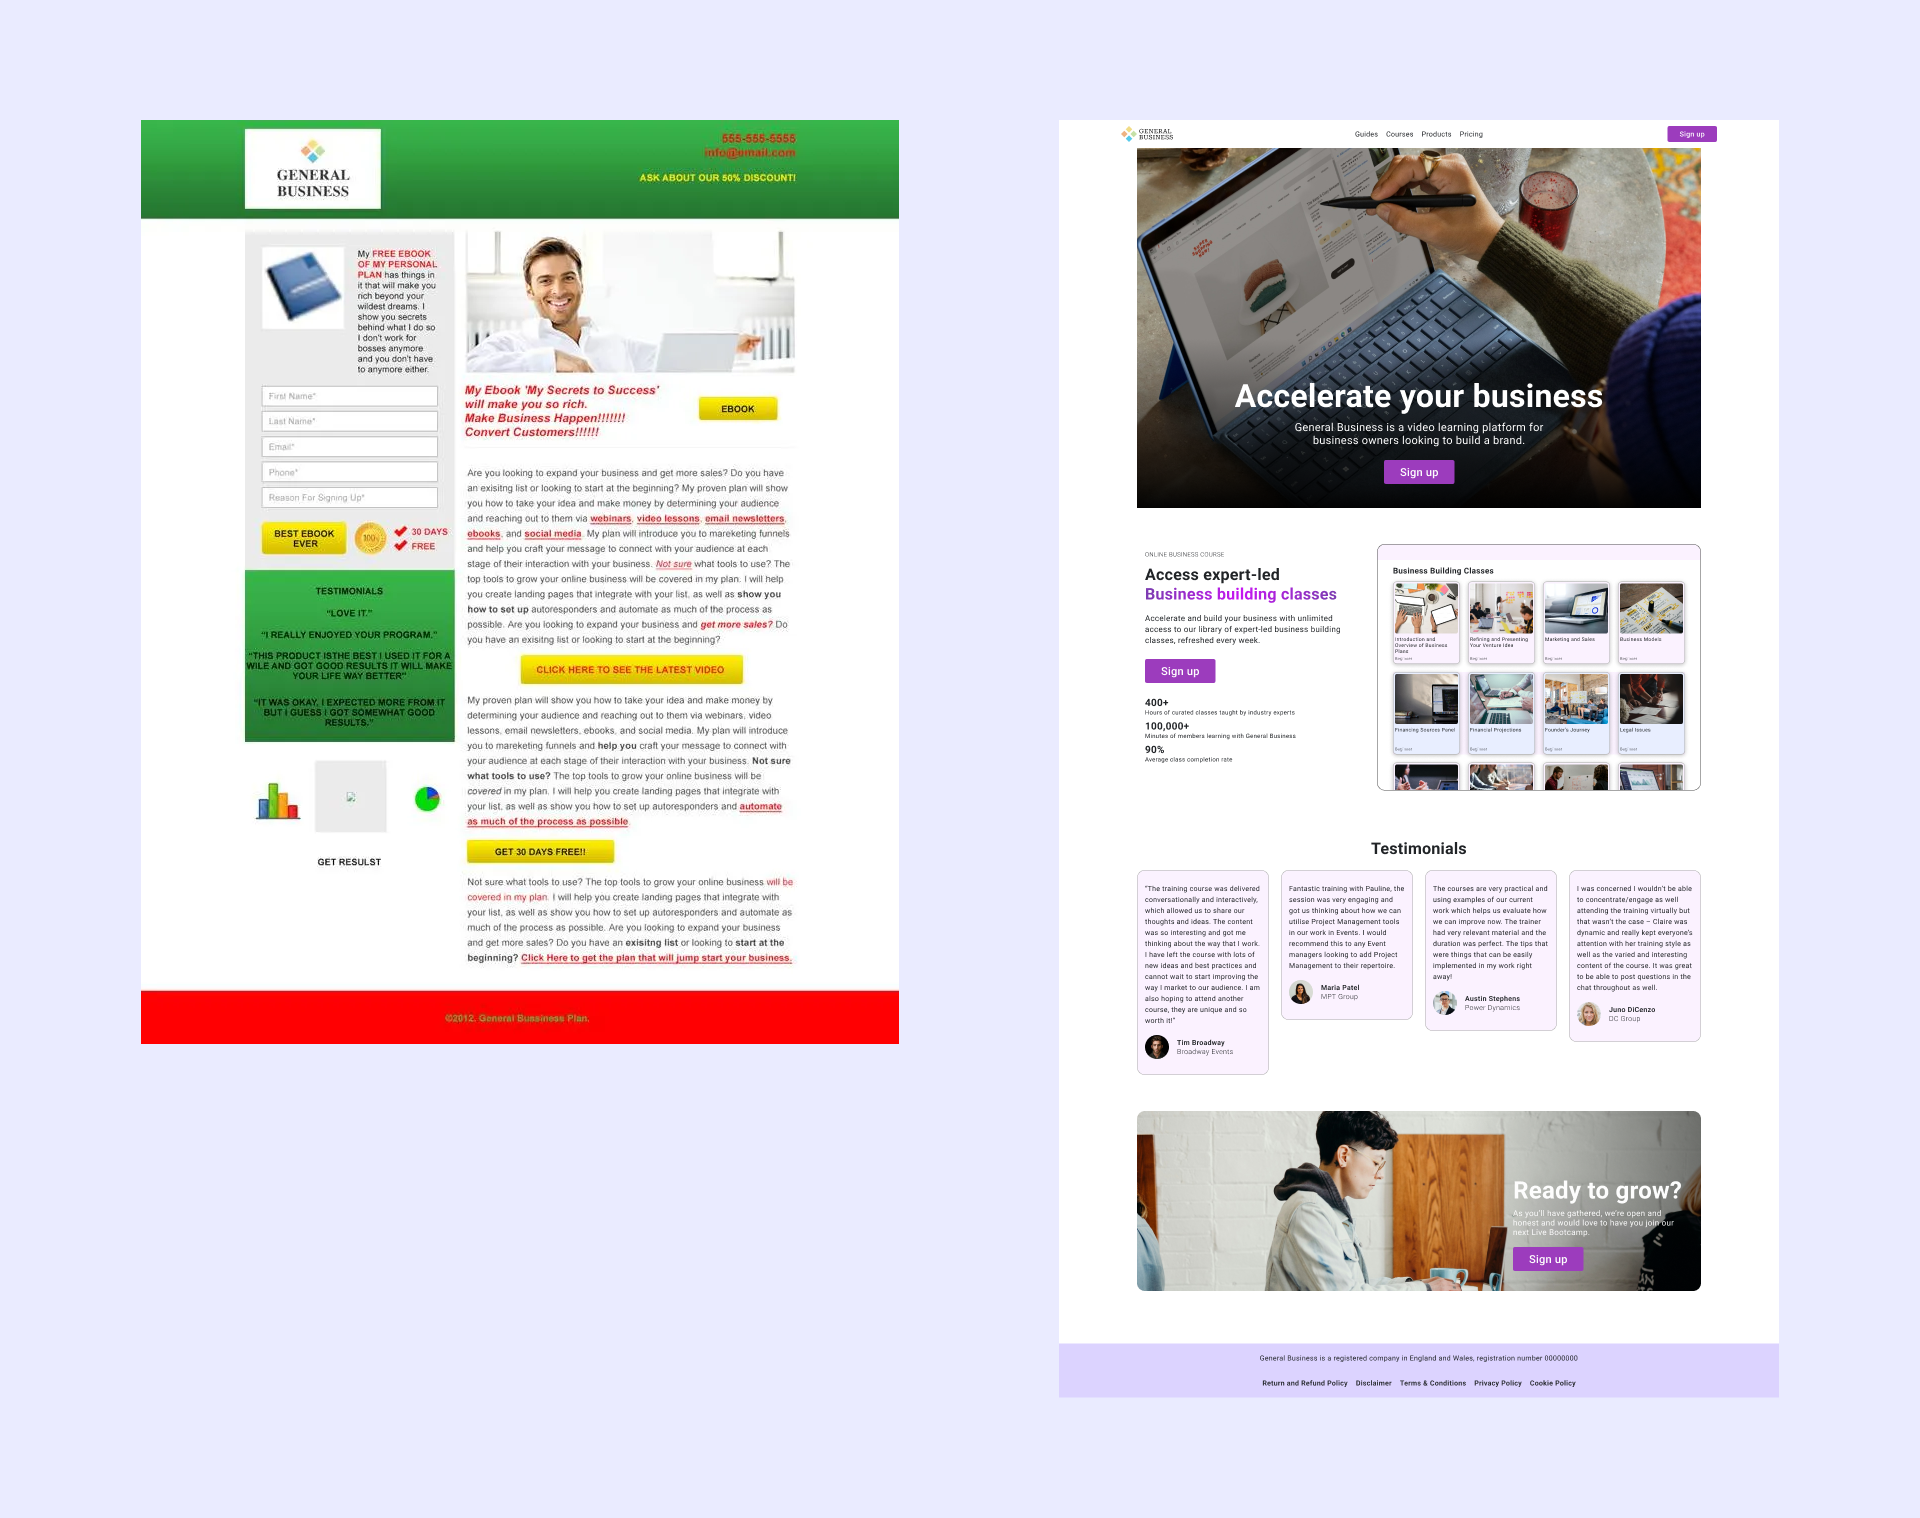 GENERAL
BUSINESS
555-555-5555
info@email.com
ASK ABOUT OUR 50% DISCOUNT!
My FREE EBOOK
OF MY PERSONAL
PLAN has things in
it that will make you
rich beyond your
wildest dreams. I
show you secrets
behind what I do so
I don't work for
bosses anymore
and you don't have
to anymore either.
First Name*
Last Name*
Email*
Phone*
Reason For Signing Up*
BEST EBOOK
EVER
100
30 DAYS
FREE
TESTIMONIALS
“LOVE IT.”
“I REALLY ENJOYED YOUR PROGRAM.”
“THIS PRODUCT ISTHE BEST I USED IT FOR A
WILE AND GOT GOOD RESULTS IT WILL MAKE
YOUR LIFE WAY BETTER”
“IT WAS OKAY, I EXPECTED MORE FROM IT
BUT I GUESS I GOT SOMEWHAT GOOD
RESULTS.”
GET RESULST
My Ebook 'My Secrets to Success'
will make you so rich.
Make Business Happen!!!!!!!
Convert Customers!!!!!!
EBOOK
Are you looking to expand your business and get more sales? Do you have
an exisitng list or looking to start at the beginning? My proven plan will show
you how to take your idea and make money by determining your audience
and reaching out to them via webinars, video lessons, email newsletters,
ebooks, and social media. My plan will introduce you to mareketing funnels
and help you craft your message to connect with your audience at each
stage of their interaction with your business. Not sure what tools to use? The
top tools to grow your online business will be covered in my plan. I will help
you create landing pages that integrate with your list, as well as show you
how to set up autoresponders and automate as much of the process as
possible. Are you looking to expand your business and get more sales? Do
you have an exisitng list or looking to start at the beginning?
CLICK HERE TO SEE THE LATEST VIDEO
My proven plan will show you how to take your idea and make money by
determining your audience and reaching out to them via webinars, video
lessons, email newsletters, ebooks, and social media. My plan will introduce
you to mareketing funnels and help you craft your message to connect with
your audience at each stage of their interaction with your business. Not sure
what tools to use? The top tools to grow your online business will be
covered in my plan. I will help you create landing pages that integrate with
your list, as well as show you how to set up autoresponders and automate
as much of the process as possible.
GET 30 DAYS FREE!!
Not sure what tools to use? The top tools to grow your online business will be
covered in my plan. I will help you create landing pages that integrate with
your list, as well as show you how to set up autoresponders and automate as
much of the process as possible. Are you looking to expand your business
and get more sales? Do you have an exisitng list or looking to start at the
beginning? Click Here to get the plan that will jump start your business.
©2012. General Bussiness Plan.
GENERAL
BUSINESS
Guides Courses Products Pricing
Sign up
Accelerate your business
General Business is a video learning platform for
business owners looking to build a brand.
Sign up
ONLINE BUSINESS COURSE
Access expert-led
Business building classes
Accelerate and build your business with unlimited
access to our library of expert-led business building
classes, refreshed every week.
Sign up
400+
Hours of curated classes taught by industry experts
100,000+
Minutes of members learning with General Business
90%
Average class completion rate
Business Building Classes
Introduction and
Overview of Business
Plans
Refining and Presenting
Your Venture Idea
Marketing and Sales
Business Models
Financing Sources Panel
Financial Projections
Founder's Journey
Legal Issues
Testimonials
“The training course was delivered
conversationally and interactively,
which allowed us to share our
thoughts and ideas. The content
was so interesting and got me
thinking about the way that I work.
I have left the course with lots of
new ideas and best practices and
cannot wait to start improving the
way I market to our audience. I am
also hoping to attend another
course, they are unique and so
worth it!”
Tim Broadway
Broadway Events
Fantastic training with Pauline, the
session was very engaging and
got us thinking about how we can
utilise Project Management tools
in our work in Events. I would
recommend this to any Event
managers looking to add Project
Management to their repertoire.
Maria Patel
MPT Group
The courses are very practical and
using examples of our current
work which helps us evaluate how
we can improve now. The trainer
had very relevant material and the
duration was perfect. The tips that
were things that can be easily
implemented in my work right
away!
Austin Stephens
Power Dynamics
I was concerned I wouldn’t be able
to concentrate/engage as well
attending the training virtually but
that wasn’t the case – Claire was
dynamic and really kept everyone’s
attention with her training style as
well as the varied and interesting
content of the course. It was great
to be able to post questions in the
chat throughout as well.
Juno DiCenzo
DC Group
Ready to grow?
As you’ll have gathered, we’re open and
honest and would love to have you join our
next Live Bootcamp.
Sign up
General Business is a registered company in England and Wales, registration number 00000000
Return and Refund Policy Disclaimer Terms & Conditions Privacy Policy Cookie Policy